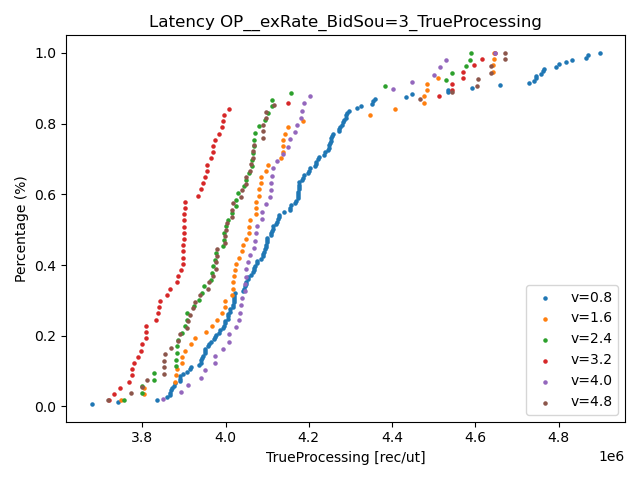 Latency OP__exRate_BidSou=3_TrueProcessing
Percentage (%)
1.0
0.8
0.6
0.4
0.2
0.0
v=0.8
v=1.6
v=2.4
v=3.2
v=4.0
v=4.8
3.8 4.0 4.2 4.4 4.6 4.8
1e6
TrueProcessing [rec/ut]